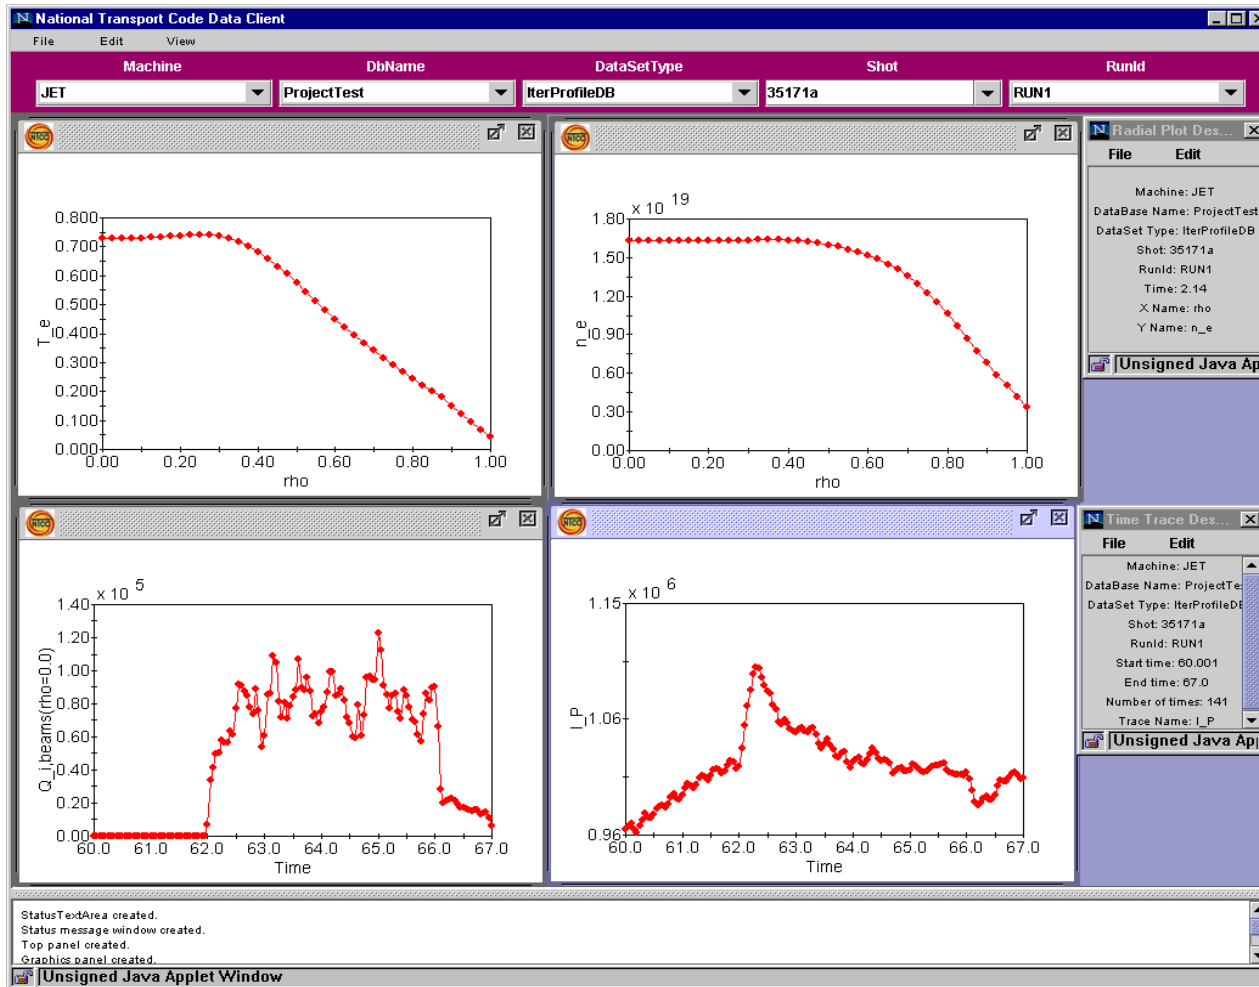 National Transport Code Data Client
File Edit View
Machine DbName DataSetType Shot RunId
JET ProjectTest IterProfileDB 35171a RUN1
NTCC
NTCC
x 10 19
0.800
0.700
0.600
0.500
0.400
0.300
0.200
0.100
0.000
T_e
0.00 0.20 0.40 0.60 0.80 1.00
rho
1.80
1.50
1.20
0.90
0.60
0.30
0.00
n_e
0.00 0.20 0.40 0.60 0.80 1.00
rho
Radial Plot Des...
File Edit
Machine: JET
DataBase Name: ProjectTest
DataSet Type: IterProfileDB
Shot: 35171a
RunId: RUN1
Time: 2.14
X Name: rho
Y Name: n_e
Unsigned Java Ap
NTCC
NTCC
x 10 5
1.40
1.20
1.00
0.80
0.60
0.40
0.20
0.00
Q_i,beams(rho=0.0)
60.0 61.0 62.0 63.0 64.0 65.0 66.0 67.0
Time
x 10 6
1.15
1.06
0.96
I_P
60.0 61.0 62.0 63.0 64.0 65.0 66.0 67.0
Time
Time Trace Des...
File Edit
Machine: JET
DataBase Name: ProjectTe
DataSet Type: IterProfileDB
Shot: 35171a
RunId: RUN1
Start time: 60.001
End time: 67.0
Number of times: 141
Trace Name: I_P
Unsigned Java Ap
StatusTextArea created.
Status message window created.
Top panel created.
Graphics panel created.
Unsigned Java Applet Window